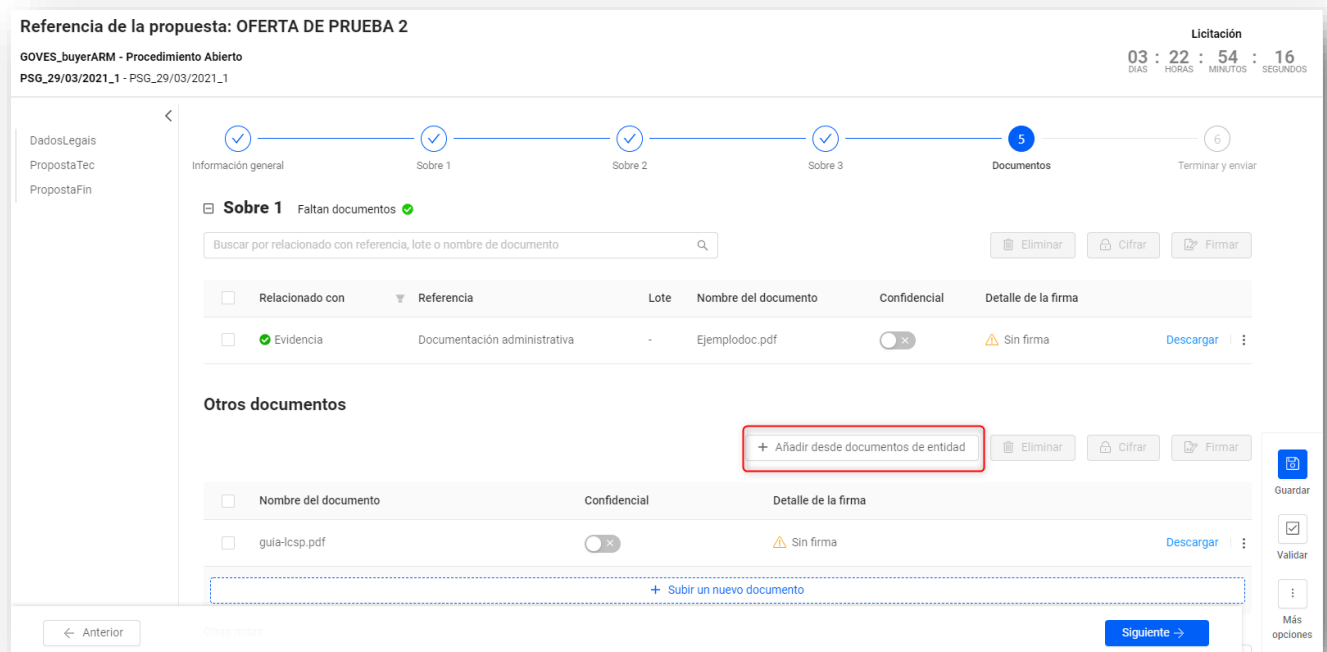 Referencia de la propuesta: OFERTA DE PRUEBA 2
Licitación
GOVES_buyerARM - Procedimiento Abierto
03 : 22 : 54 : 16
DIAS HORAS MINUTOS SEGUNDOS
PSG_29/03/2021_1 - PSG_29/03/2021_1
DadosLegais
PropostaTec
PropostaFin
5
6
Información general
Sobre 1
Sobre 2
Sobre 3
Documentos
Terminar y enviar
Sobre 1 Faltan documentos
Buscar por relacionado con referencia, lote o nombre de documento
Eliminar
Cifrar
Firmar
Relacionado con Referencia Lote Nombre del documento Confidencial Detalle de la firma
Evidencia Documentación administrativa - Ejemplodoc.pdf Sin firma Descargar
Otros documentos
+ Añadir desde documentos de entidad
Eliminar
Cifrar
Firmar
Nombre del documento Confidencial Detalle de la firma
guia-lcsp.pdf Sin firma Descargar
+ Subir un nuevo documento
Guardar
Validar
Más
opciones
← Anterior
Otras notas
Siguiente →